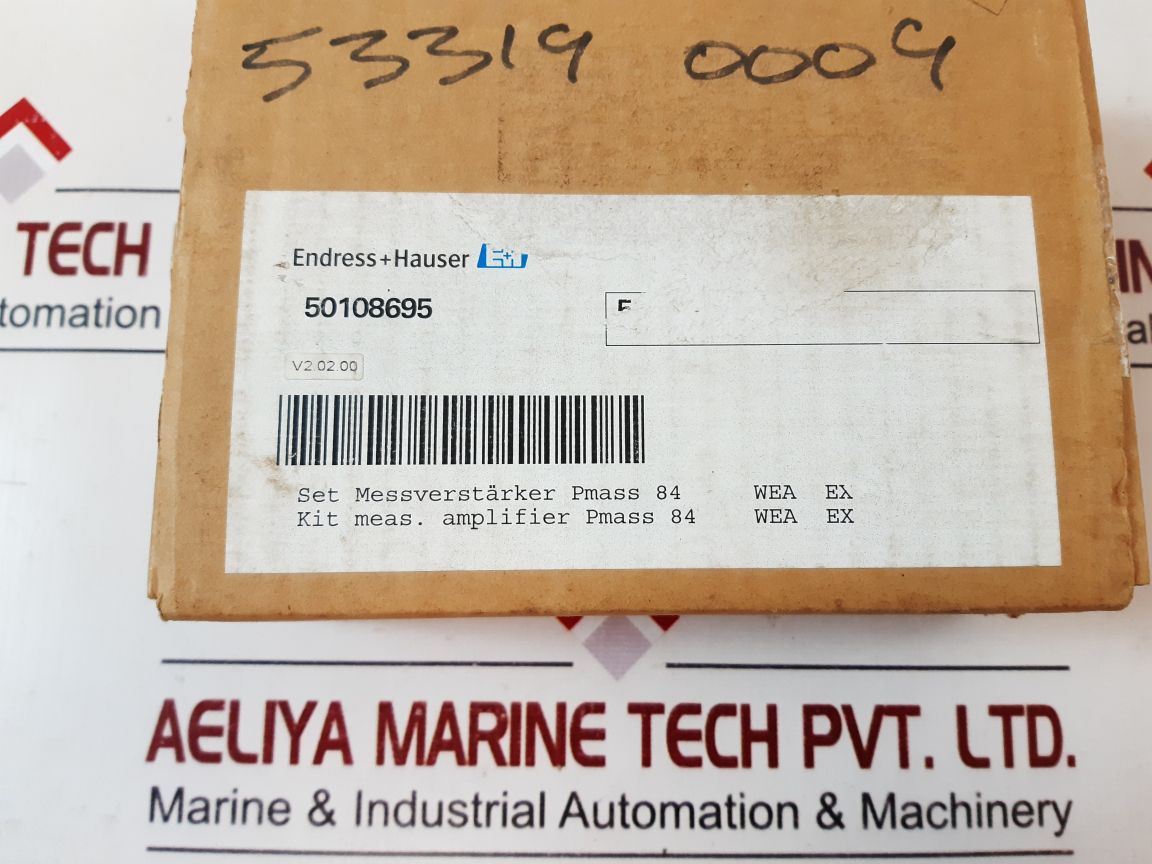 53319 0009
TECH
tomation
Endress+Hauser E+H
50108695
V2.02.00
Set Messverstärker Pmass 84 WEA EX
Kit meas. amplifier Pmass 84 WEA EX
AELIYA MARINE TECH PVT. LTD.
Marine & Industrial Automation & Machinery